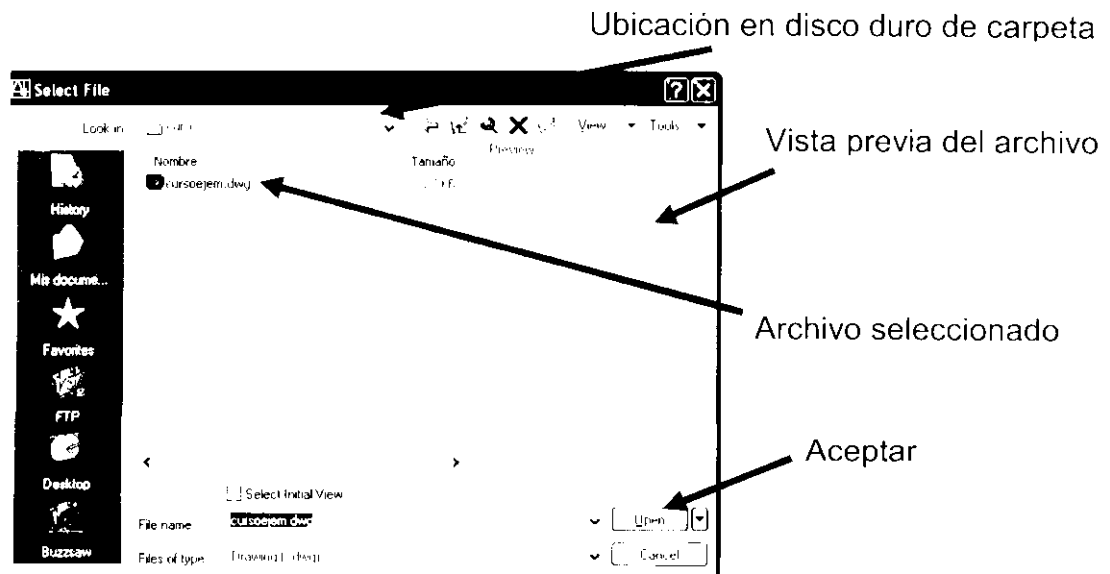 Ubicación en disco duro de carpeta
Select File
Look in
View Tools
Preview
Vista previa del archivo
Nombre Tamaño
cursoejem.dwg
History
Mis docume...
Favorites
Archivo seleccionado
FTP
Aceptar
Desktop
Select Initial View
File name cursoejem.dwg Open
Buzzsaw
Files of type Drawing (*.dwg) Cancel